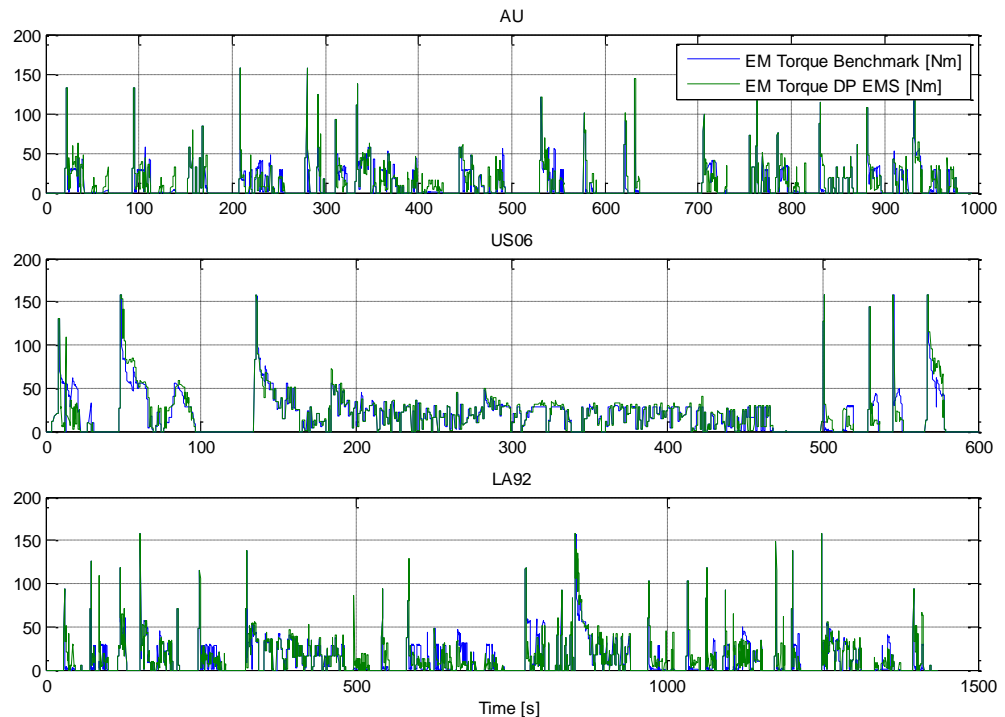 AU
200
150
100
50
0
EM Torque Benchmark [Nm]
EM Torque DP EMS [Nm]
0 100 200 300 400 500 600 700 800 900 1000
US06
200
150
100
50
0
0 100 200 300 400 500 600
LA92
200
150
100
50
0
0 500 1000 1500
Time [s]